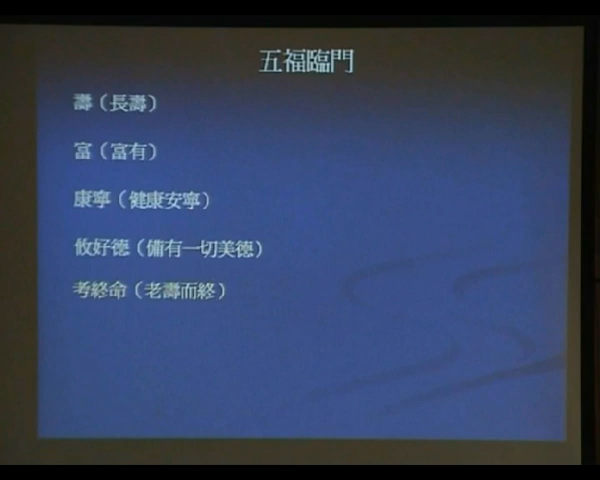 五福臨門
壽（長壽）
富（富有）
康寧（健康安寧）
攸好德（備有一切美德）
考終命（老壽而終）